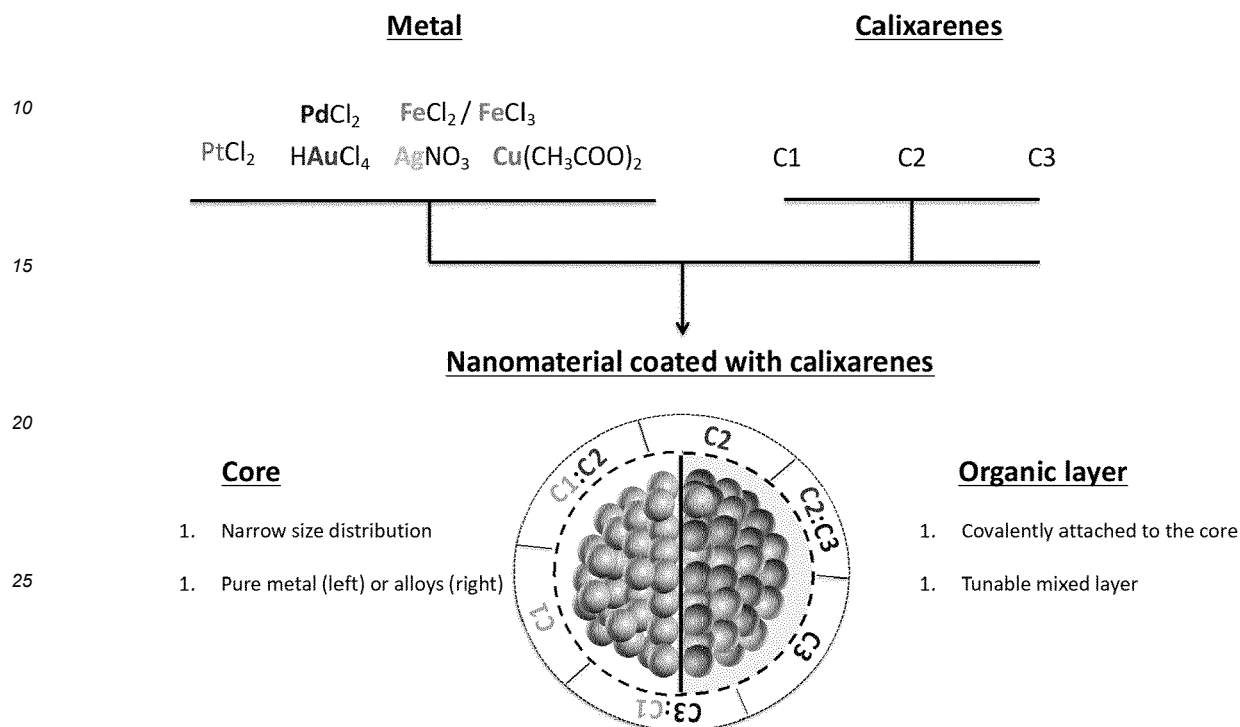 Metal
Calixarenes
10
PdCl2 FeCl2 / FeCl3
PtCl2 HAuCl4 AgNO3 Cu(CH3COO)2
C1 C2 C3
15
Nanomaterial coated with calixarenes
20
Core
Organic layer
C2
C1:C2
C2:C3
1. Narrow size distribution
1. Covalently attached to the core
25
1. Pure metal (left) or alloys (right)
1. Tunable mixed layer
C1
C3
C3:C1